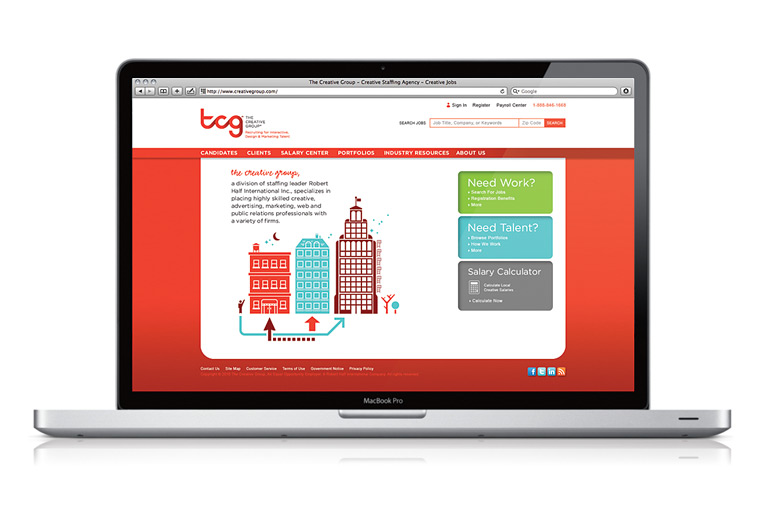 The Creative Group – Creative Staffing Agency – Creative Jobs
http://www.creativegroup.com/
Google
Sign In Register Payroll Center 1-888-846-1668
tcg THE CREATIVE GROUP
Recruiting for Interactive,
Design & Marketing Talent
SEARCH JOBS Job Title, Company, or Keywords Zip Code SEARCH
CANDIDATES CLIENTS SALARY CENTER PORTFOLIOS INDUSTRY RESOURCES ABOUT US
the creative group,
a division of staffing leader Robert
Half International Inc., specializes in
placing highly skilled creative,
advertising, marketing, web and
public relations professionals with
a variety of firms.
Need Work?
Search For Jobs
Registration Benefits
More
Need Talent?
Browse Portfolios
How We Work
More
Salary Calculator
Calculate Local
Creative Salaries
Calculate Now
Contact Us Site Map Customer Service Terms of Use Government Notice Privacy Policy
MacBook Pro